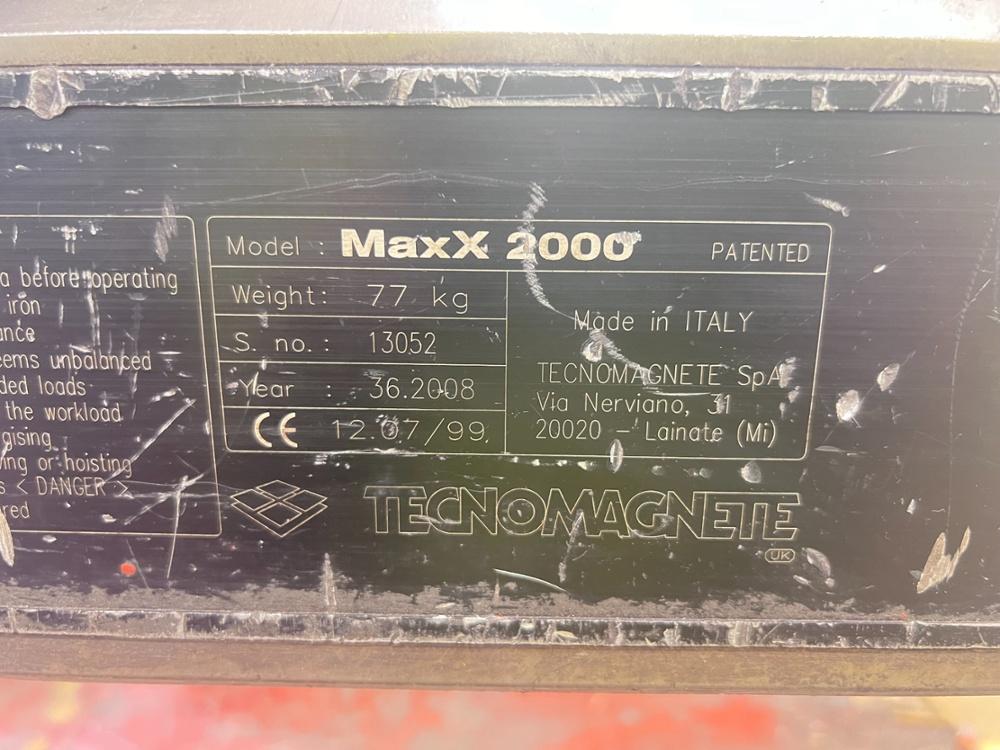 a before operating
iron
ance
eems unbalanced
ded loads
the workload
gising
ing or hoisting
s < DANGER >
red
Model : MaxX 2000 PATENTED
Weight: 77 kg
S. no. : 13052
Year : 36.2008
CE 12.07/99
Made in ITALY
TECNOMAGNETE SpA
Via Nerviano, 31
20020 - Lainate (Mi)
TECNOMAGNETE
UK